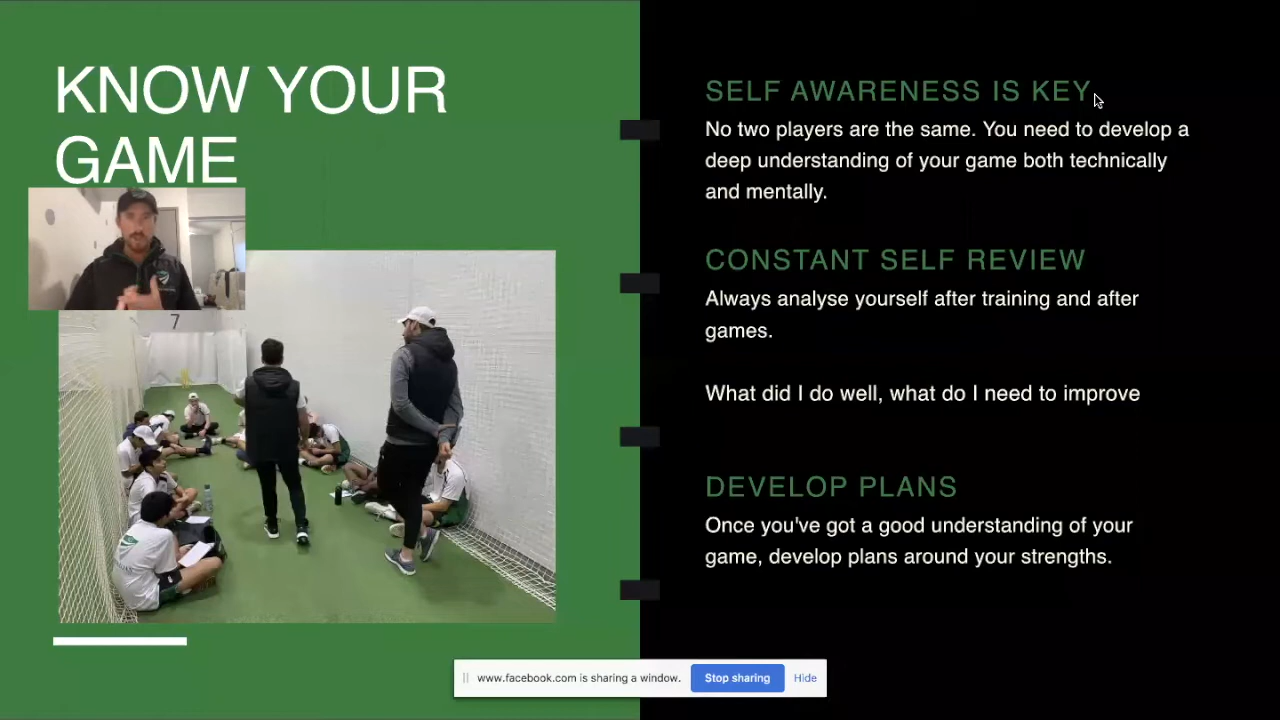 KNOW YOUR
GAME
7
SELF AWARENESS IS KEY
No two players are the same. You need to develop a
deep understanding of your game both technically
and mentally.
CONSTANT SELF REVIEW
Always analyse yourself after training and after
games.
What did I do well, what do I need to improve
DEVELOP PLANS
Once you've got a good understanding of your
game, develop plans around your strengths.
www.facebook.com is sharing a window.
Stop sharing
Hide